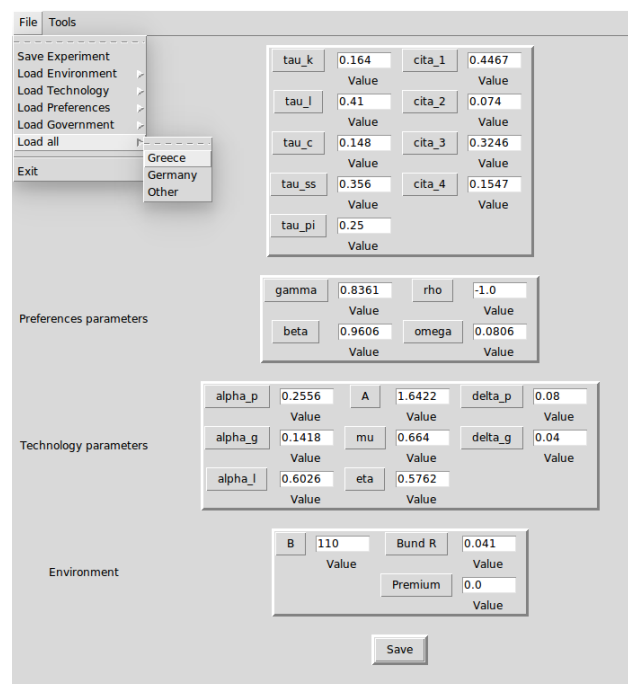 File Tools
Save Experiment
Load Environment
Load Technology
Load Preferences
Load Government
Load all
Exit
Greece
Germany
Other
tau_k 0.164 cita_1 0.4467
Value Value
tau_l 0.41 cita_2 0.074
Value Value
tau_c 0.148 cita_3 0.3246
Value Value
tau_ss 0.356 cita_4 0.1547
Value Value
tau_pi 0.25
Value
Preferences parameters
gamma 0.8361 rho -1.0
Value Value
beta 0.9606 omega 0.0806
Value Value
Technology parameters
alpha_p 0.2556 A 1.6422 delta_p 0.08
Value Value Value
alpha_g 0.1418 mu 0.664 delta_g 0.04
Value Value Value
alpha_l 0.6026 eta 0.5762
Value Value
Environment
B 110 Bund R 0.041
Value Value
Premium 0.0
Value
Save